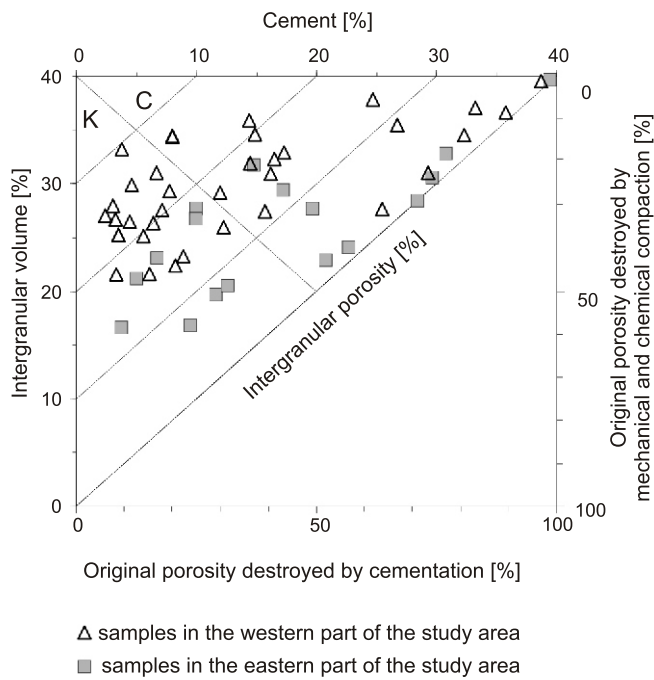 Cement [%]
0 10 20 30 40
40 0
C
K
30
20 50
10
0 100
0 50 100
Intergranular volume [%]
Intergranular porosity [%]
Original porosity destroyed by
mechanical and chemical compaction [%]
Original porosity destroyed by cementation [%]
samples in the western part of the study area
samples in the eastern part of the study area